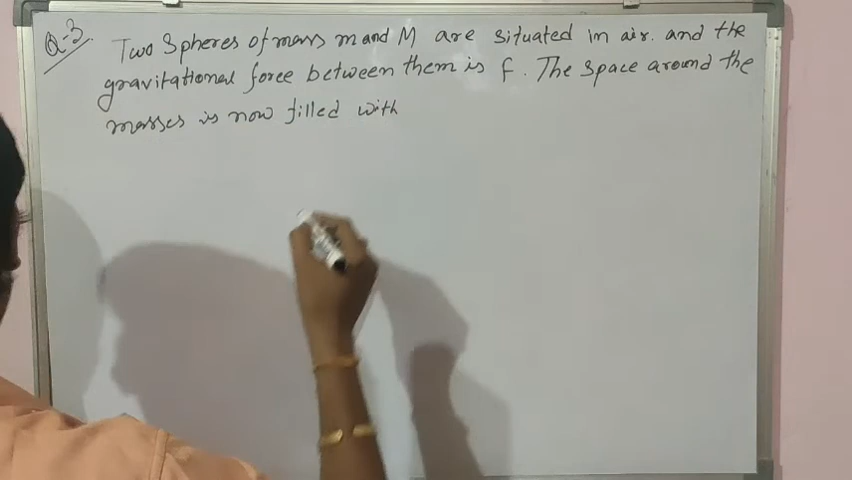 Q-3. Two Spheres of mass m and M are situated in air. and the
gravitational force between them is F. The space around the
masses is now filled with